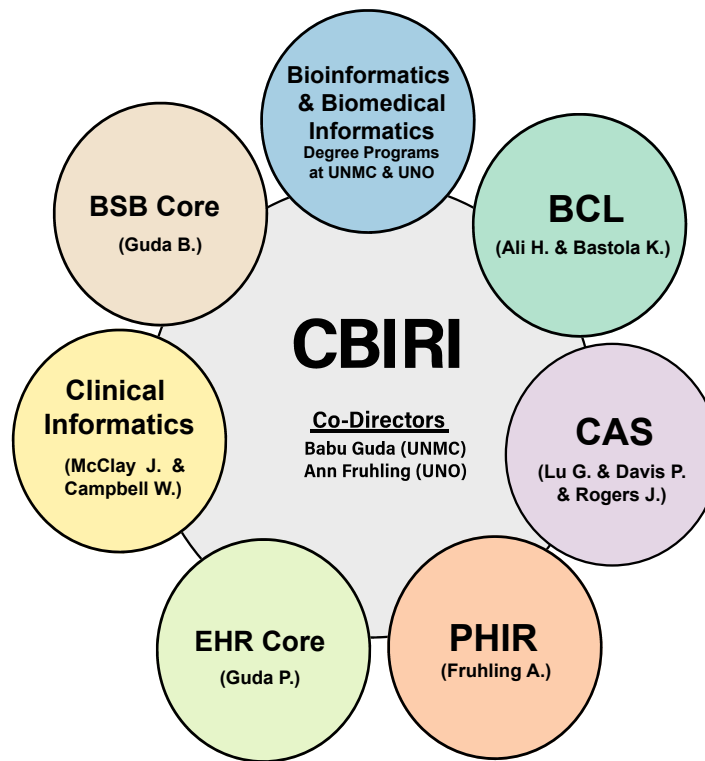 Bioinformatics
& Biomedical
Informatics
Degree Programs
at UNMC & UNO
BSB Core
(Guda B.)
BCL
(Ali H. & Bastola K.)
CBIRI
Co-Directors
Babu Guda (UNMC)
Ann Fruhling (UNO)
Clinical
Informatics
(McClay J. &
Campbell W.)
CAS
(Lu G. & Davis P.
& Rogers J.)
EHR Core
(Guda P.)
PHIR
(Fruhling A.)